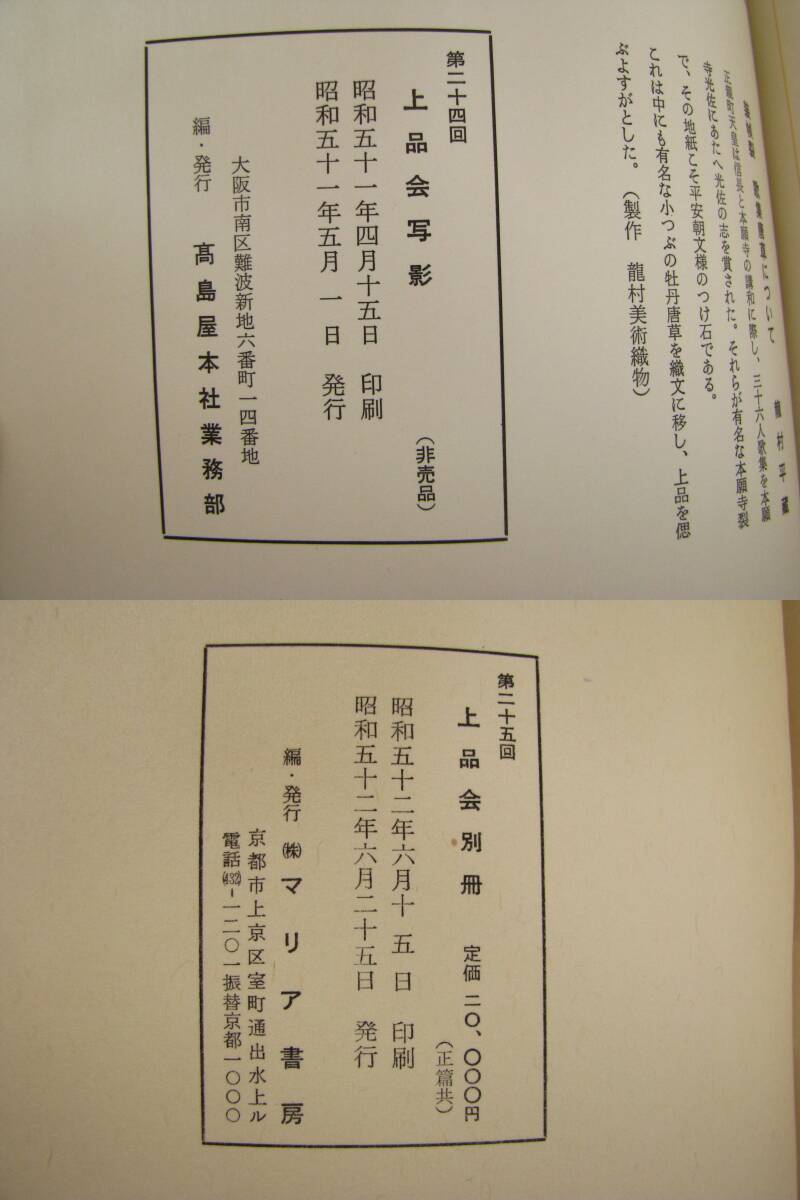 歌集唐草について
正親町天皇は信長と本願寺の講和に際し、三十六人歌集を本願
寺光佐にあたへ光佐の志を賞された。それらが有名な本願寺裂
で、その地紙こそ平安朝文様のつけ石である。
これは中にも有名な小つぶの牡丹唐草を織文に移し、上品を偲
ぶよすがとした。（製作　龍村美術織物）
第二十四回
上品会写影
（非売品）
昭和五十一年四月十五日　印刷
昭和五十一年五月一日　発行
大阪市南区難波新地六番町一四番地
編・発行　髙島屋本社業務部
第二十五回
上品会別冊　定価二〇、〇〇〇円
（正篇共）
昭和五十二年六月十五日　印刷
昭和五十二年六月二十五日　発行
編・発行　㈱マリア書房
京都市上京区室町通出水上ル
電話(432)－一二〇一振替京都一〇〇〇